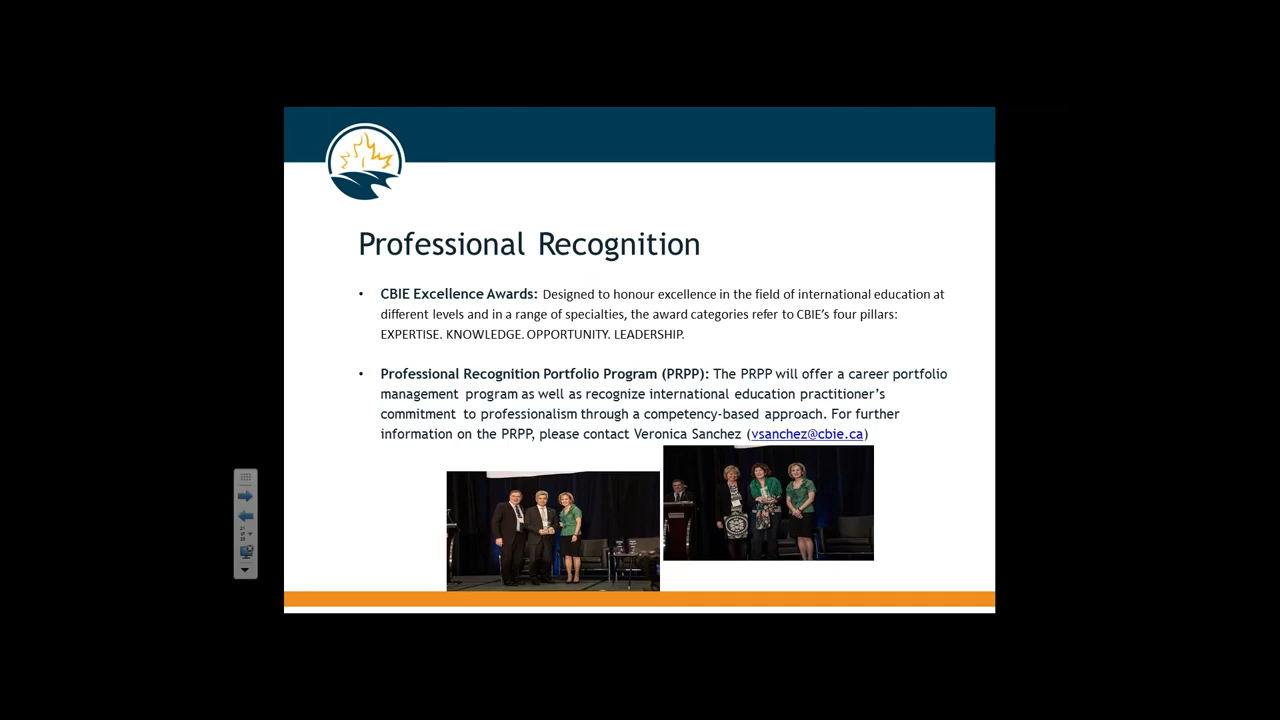 Professional Recognition
• CBIE Excellence Awards: Designed to honour excellence in the field of international education at
different levels and in a range of specialties, the award categories refer to CBIE's four pillars:
EXPERTISE. KNOWLEDGE. OPPORTUNITY. LEADERSHIP.
• Professional Recognition Portfolio Program (PRPP): The PRPP will offer a career portfolio
management program as well as recognize international education practitioner's
commitment to professionalism through a competency-based approach. For further
information on the PRPP, please contact Veronica Sanchez (vsanchez@cbie.ca)